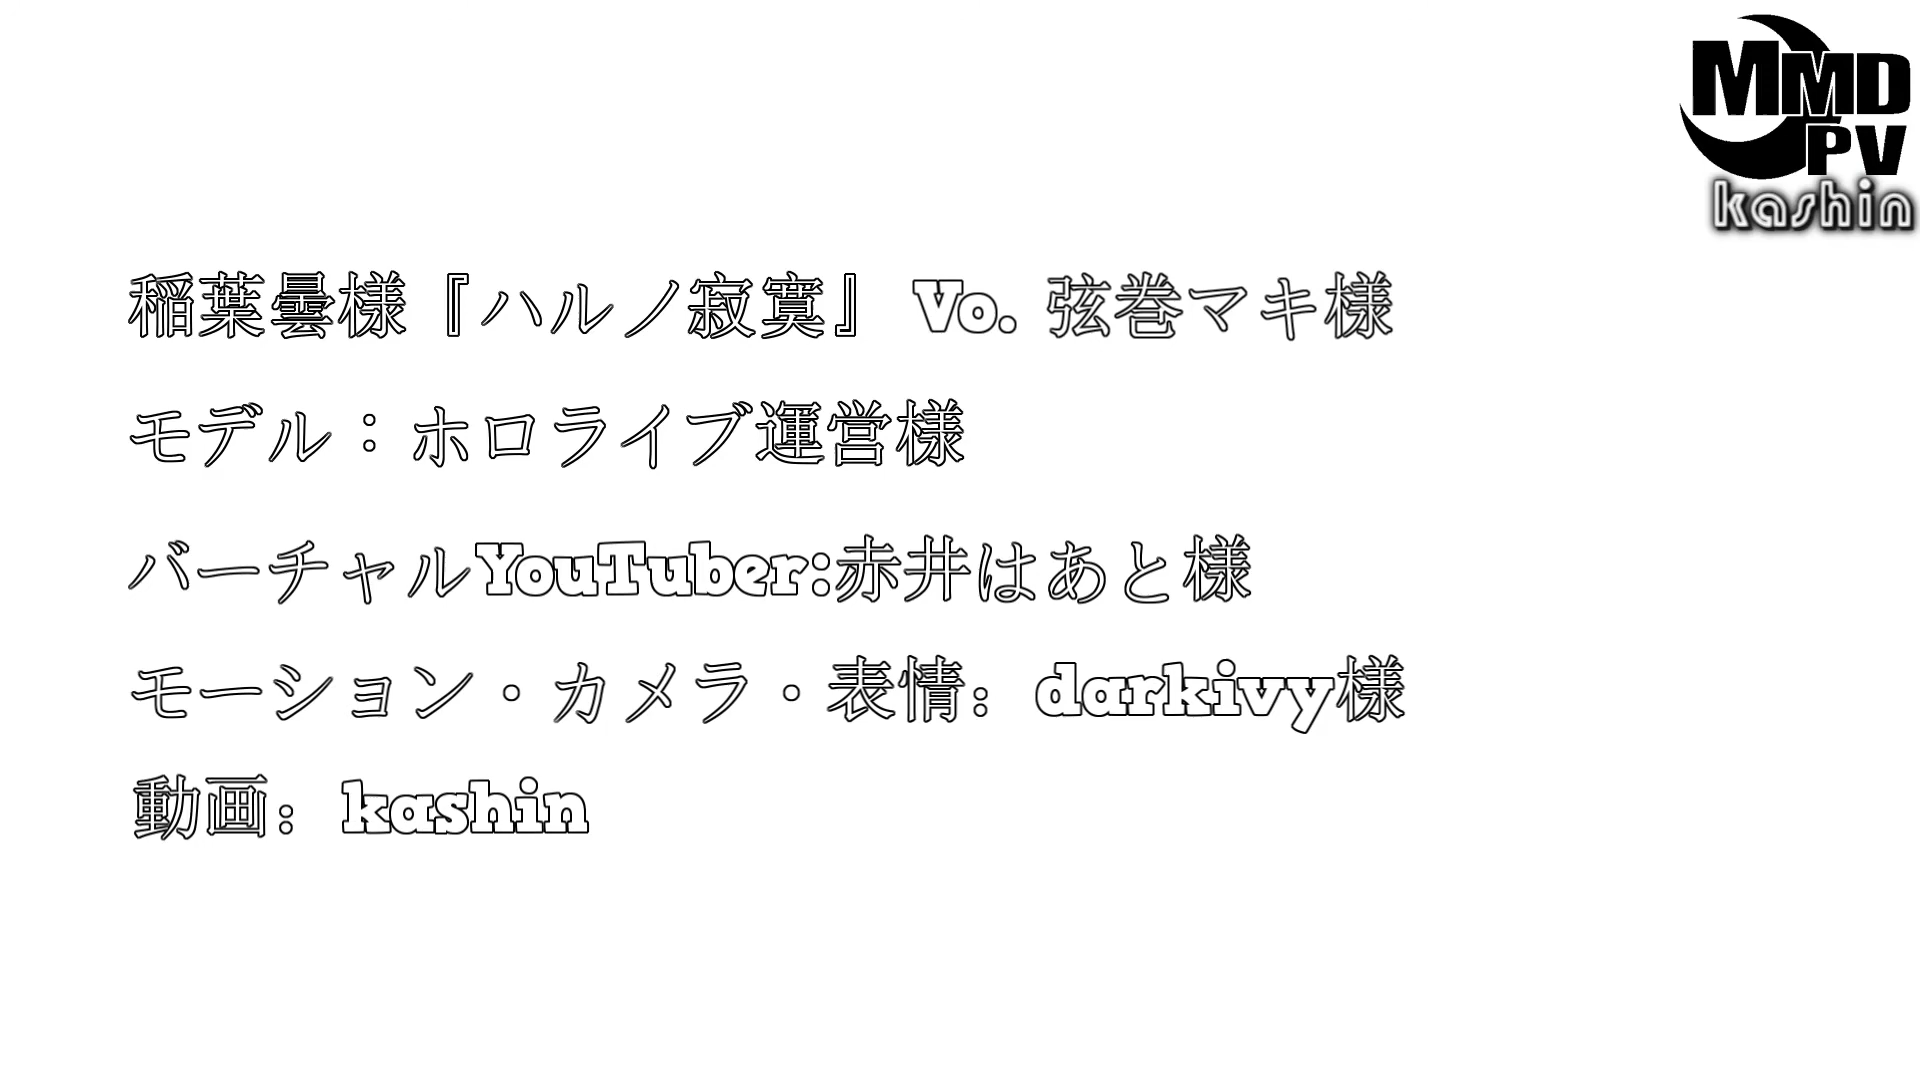 MMD
PV
kashin
稲葉曇様『ハルノ寂寞』 Vo. 弦巻マキ様
モデル：ホロライブ運営様
バーチャルYouTuber:赤井はあと様
モーション・カメラ・表情: darkivy様
動画: kashin